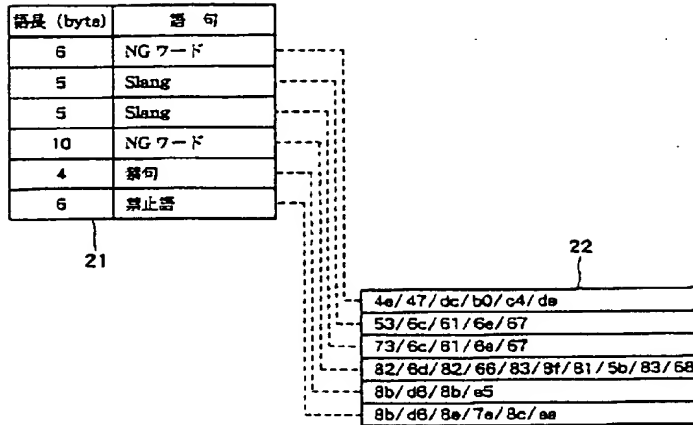 語長 (byte) 語 句
6 NG ワード
5 Slang
5 Slang
10 NG ワード
4 禁句
6 禁止語
21
22
4e/47/dc/b0/c4/de
53/6c/61/6e/67
73/6c/61/6e/67
82/6d/82/66/83/8f/81/5b/83/68
8b/d6/8b/e5
8b/d6/8e/7e/8c/ea